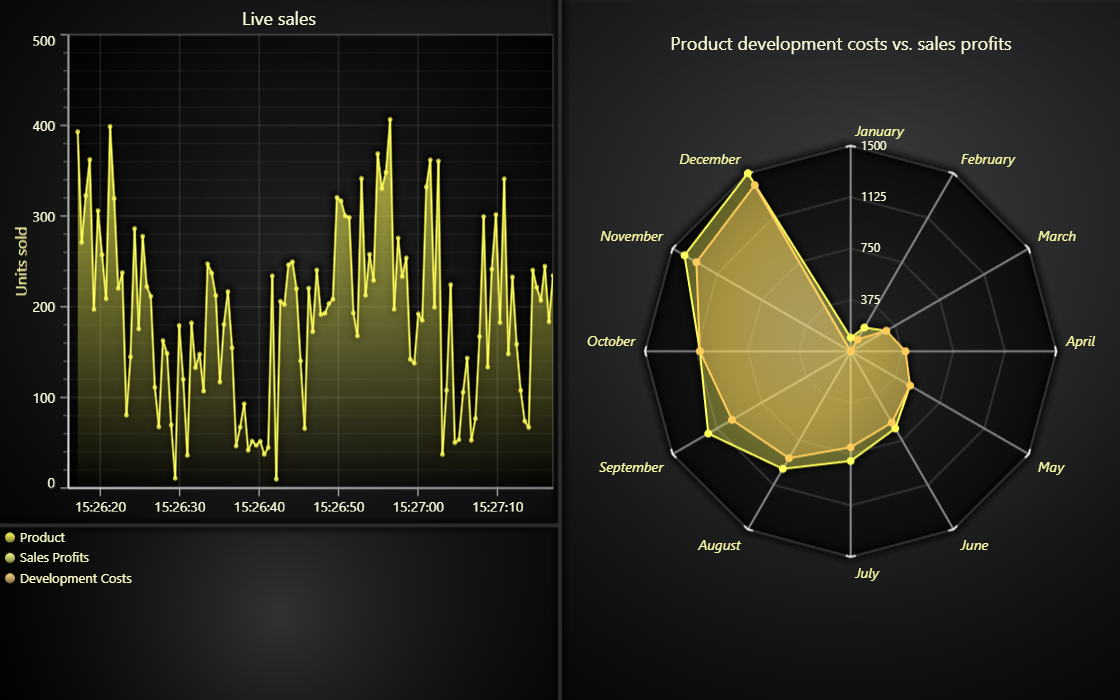 Live sales
Units sold
500
400
300
200
100
0
15:26:20 15:26:30 15:26:40 15:26:50 15:27:00 15:27:10
Product
Sales Profits
Development Costs
Product development costs vs. sales profits
January
1500
December
February
1125
November
March
750
375
October
April
September
May
August
June
July